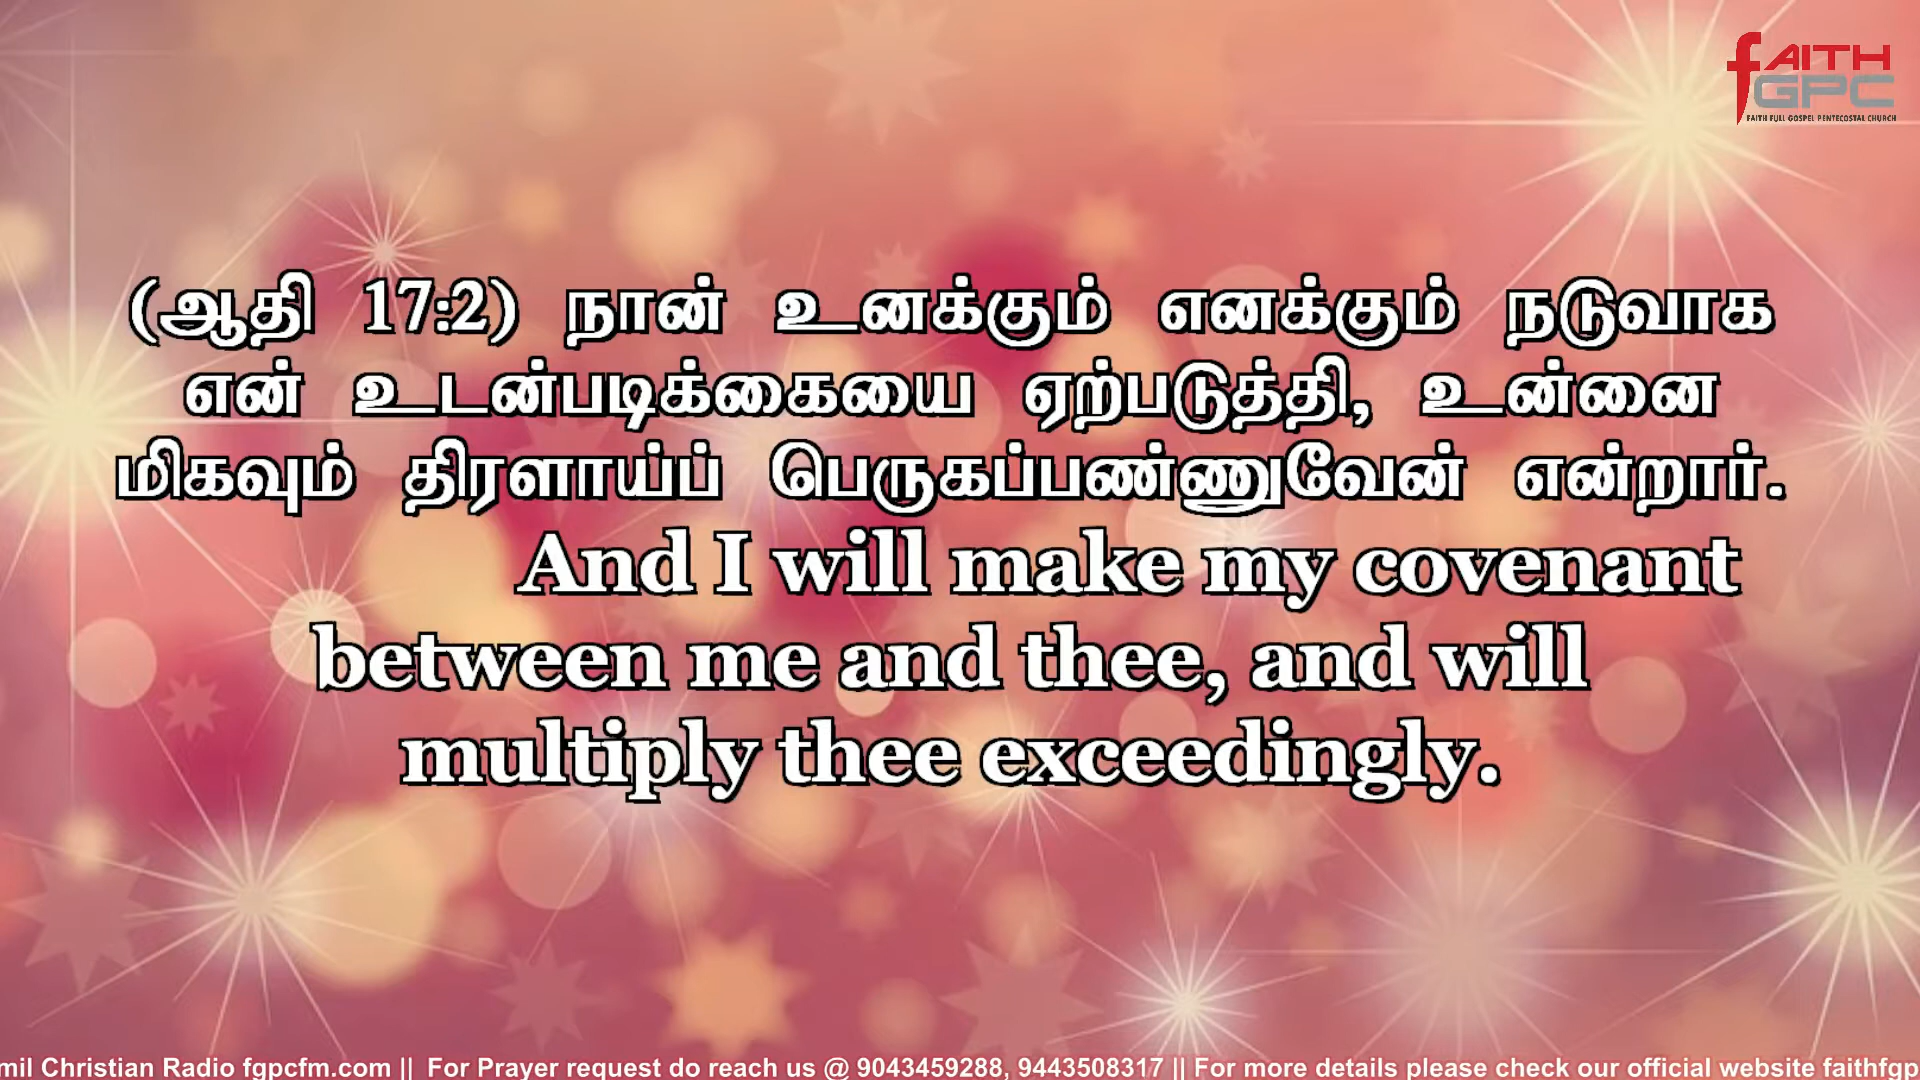 fAITH
GPC
FAITH FULL GOSPEL PENTECOSTAL CHURCH
(ஆதி 17:2) நான் உனக்கும் எனக்கும் நடுவாக
என் உடன்படிக்கையை ஏற்படுத்தி, உன்னை
மிகவும் திரளாய்ப் பெருகப்பண்ணுவேன் என்றார்.
And I will make my covenant
between me and thee, and will
multiply thee exceedingly.
mil Christian Radio fgpcfm.com || For Prayer request do reach us @ 9043459288, 9443508317 || For more details please check our official website faithfgp